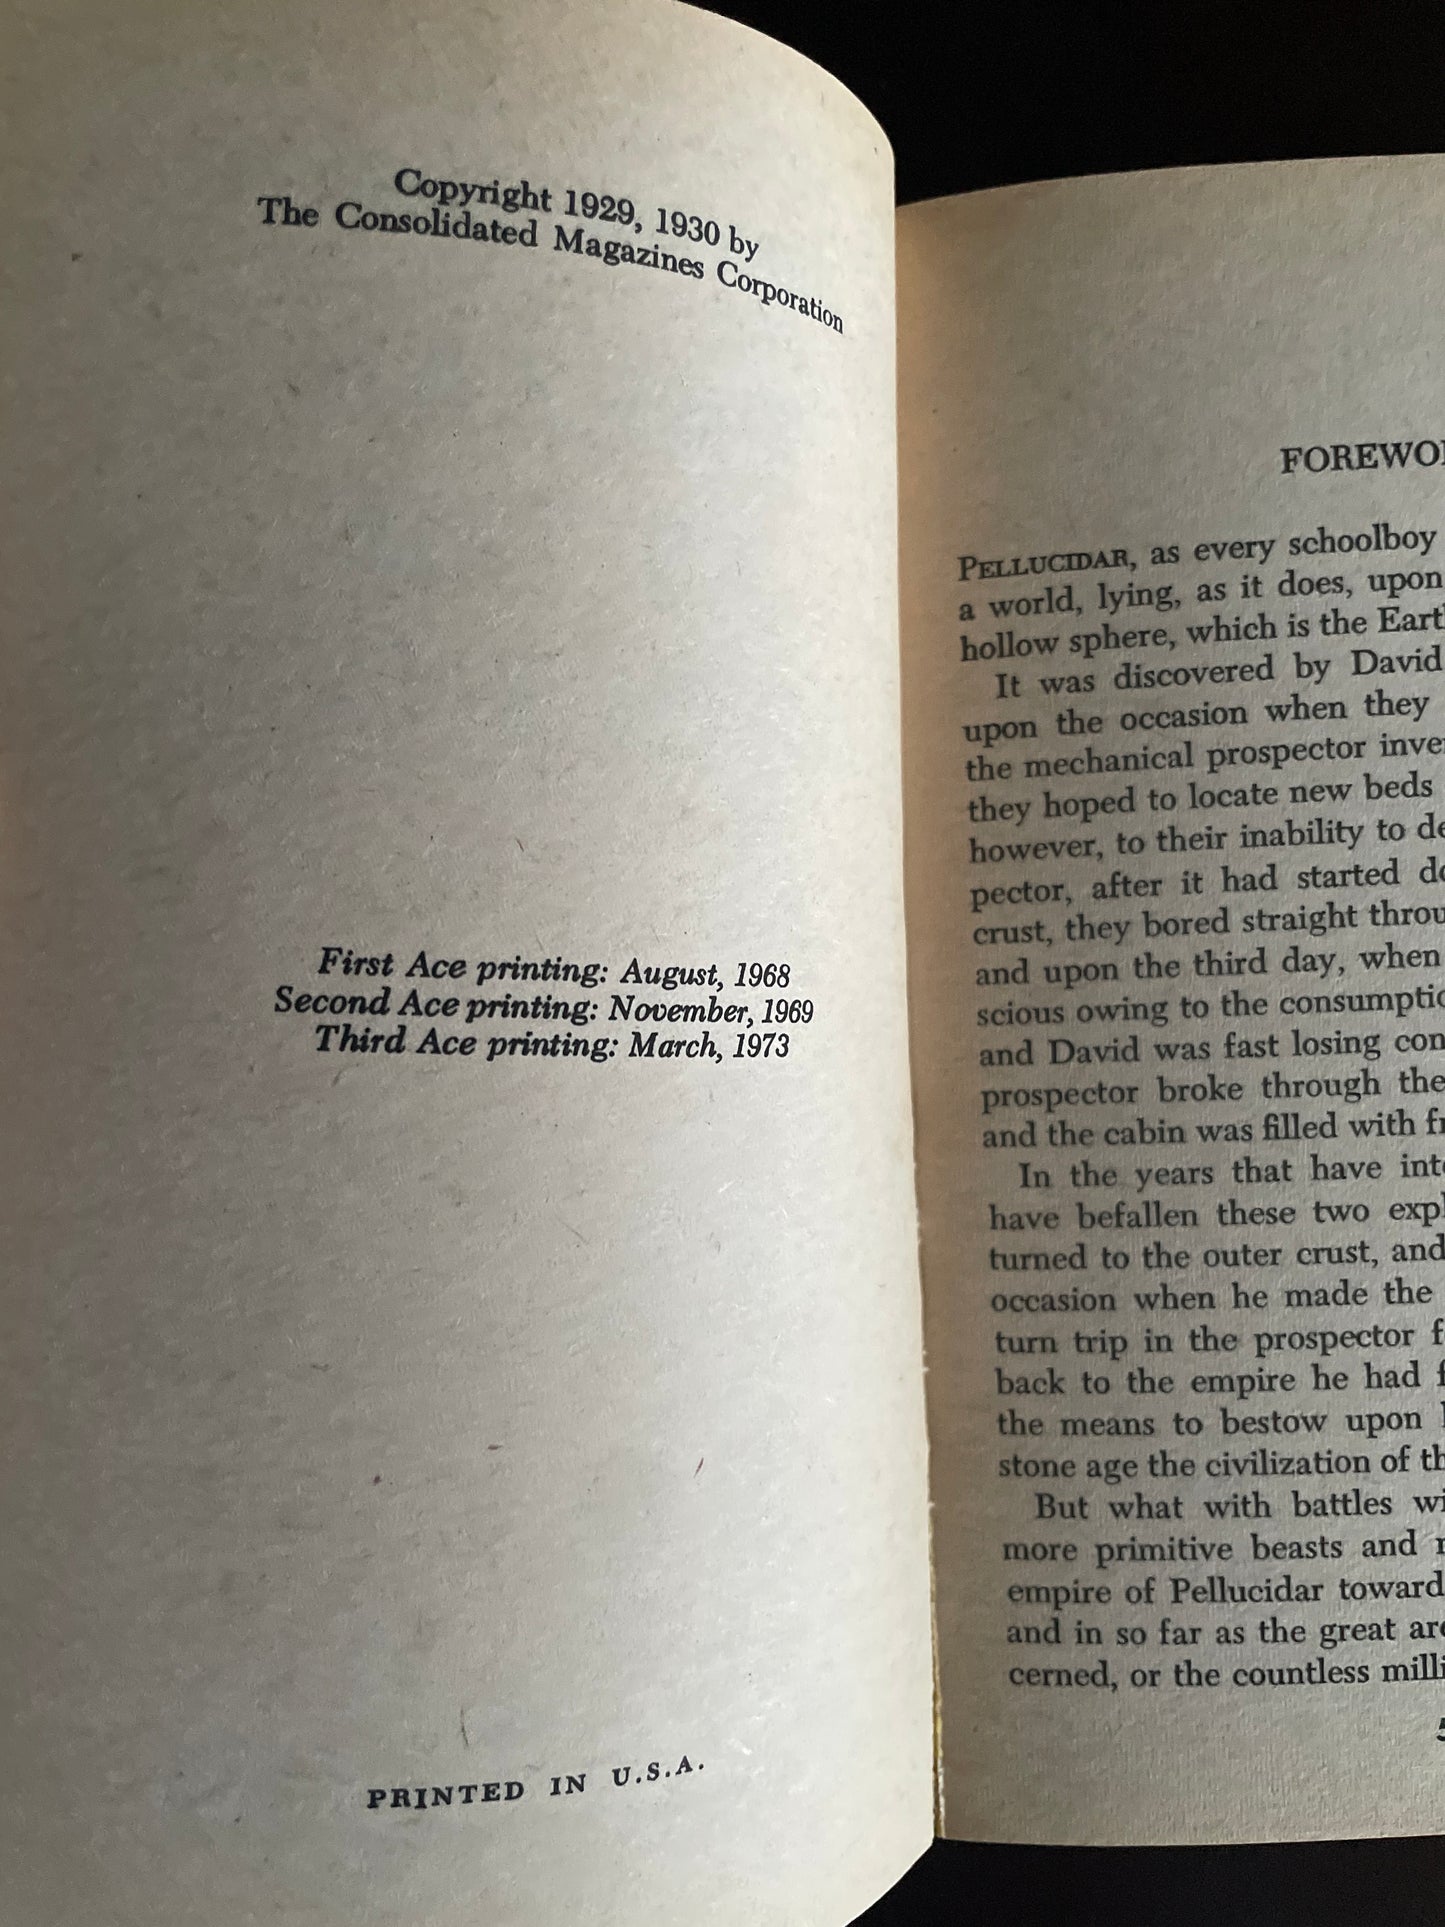 Copyright 1929, 1930 by
The Consolidated Magazines Corporation
First Ace printing: August, 1968
Second Ace printing: November, 1969
Third Ace printing: March, 1973
PRINTED IN U.S.A.
PELLUCIDAR, as every schoolboy
a world, lying, as it does, upon
hollow sphere, which is the
It was discovered by David
upon the occasion when they
the mechanical prospector
they hoped to locate new beds
however, to their inability to
pector, after it had started
crust, they bored straight
and upon the third day, when
scious owing to the
and David was fast losing
prospector broke through the
and the cabin was filled with
In the years that have
have befallen these two
turned to the outer crust, and
occasion when he made the
turn trip in the prospector
back to the empire he had
the means to bestow upon
stone age the civilization of
But what with battles
more primitive beasts and
empire of Pellucidar toward
and in so far as the great
cerned, or the countless